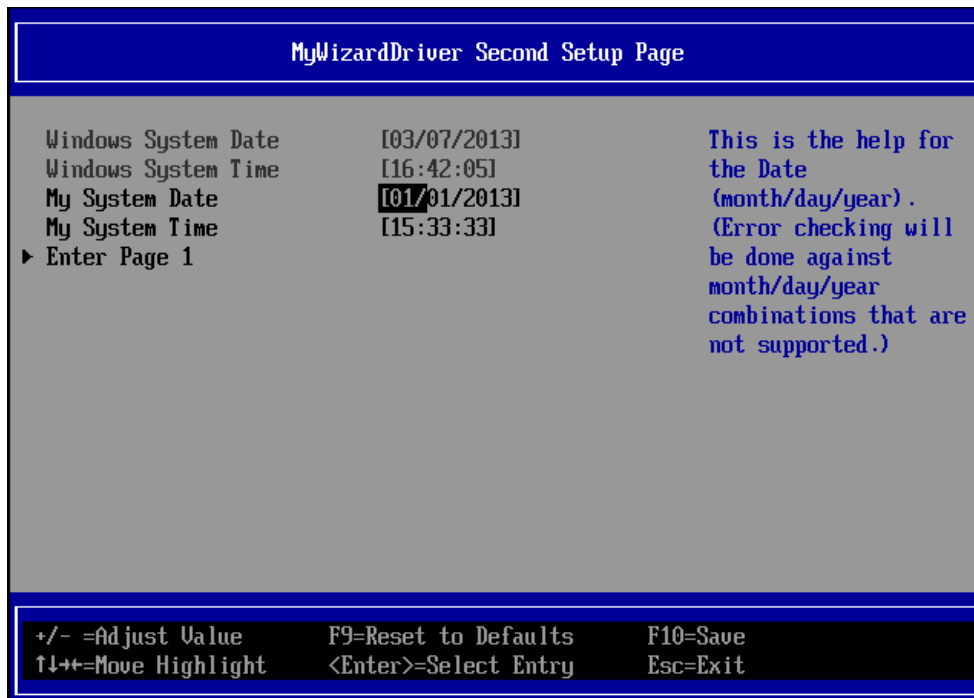 MyWizardDriver Second Setup Page
Windows System Date [03/07/2013]
Windows System Time [16:42:05]
My System Date [01/01/2013]
My System Time [15:33:33]
▶ Enter Page 1
This is the help for
the Date
(month/day/year).
(Error checking will
be done against
month/day/year
combinations that are
not supported.)
+/- =Adjust Value F9=Reset to Defaults F10=Save
↑↓→←=Move Highlight <Enter>=Select Entry Esc=Exit